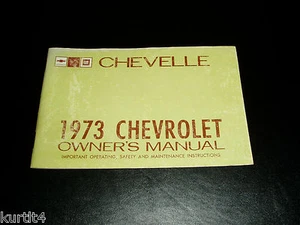 CHEVELLE
1973 CHEVROLET
OWNER'S MANUAL
IMPORTANT OPERATING, SAFETY AND MAINTENANCE INSTRUCTIONS
kurtit4